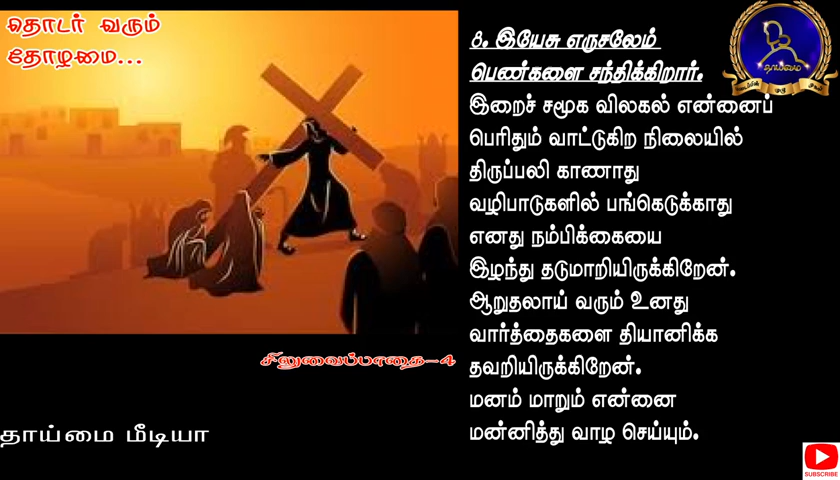 தொடர் வரும்
தோழமை...
8. இயேசு எருசலேம்
பெண்களை சந்திக்கிறார்.
இறைச் சமூக விலகல் என்னைப்
பெரிதும் வாட்டுகிற நிலையில்
திருப்பலி காணாது
வழிபாடுகளில் பங்கெடுக்காது
எனது நம்பிக்கையை
இழந்து தடுமாறியிருக்கிறேன்.
ஆறுதலாய் வரும் உனது
வார்த்தைகளை தியானிக்க
தவறியிருக்கிறேன்.
மனம் மாறும் என்னை
மன்னித்து வாழ செய்யும்.
சிலுவைப்பாதை-4
தாய்மை மீடியா
தாய்மை
SUBSCRIBE